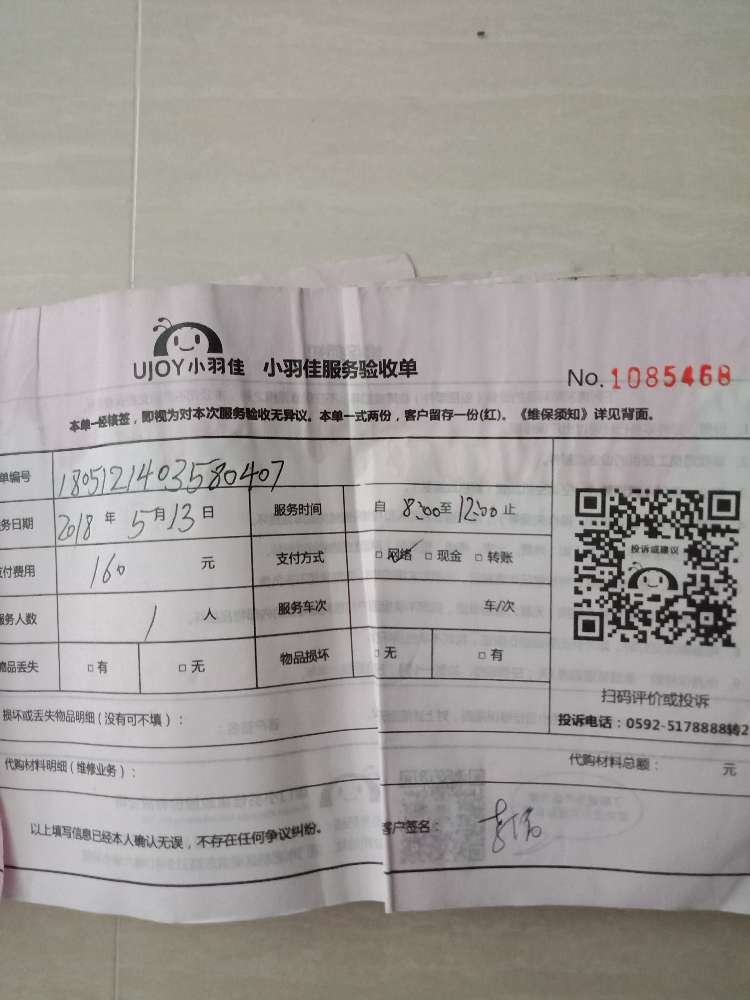 UJOY小羽佳 小羽佳服务验收单
No. 1085468
本单一经核签，即视为对本次服务验收无异议。本单一式两份，客户留存一份(红)。《维保须知》详见背面。
单编号 1805121403580407
务日期 2018 年 5 月 13 日 服务时间 自 8:00 至 12:00 止
付费用 160 元 支付方式 □ 网络 □ 现金 □ 转账
服务人数 1 人 服务车次 车/次
物品丢失 □ 有 □ 无 物品损坏 □ 无 □ 有
投诉或建议
扫码评价或投诉
投诉电话：0592-5178888转2
损坏或丢失物品明细（没有可不填）：
代购材料明细（维修业务）： 代购材料总额： 元
以上填写信息已经本人确认无误，不存在任何争议纠纷。 客户签名：